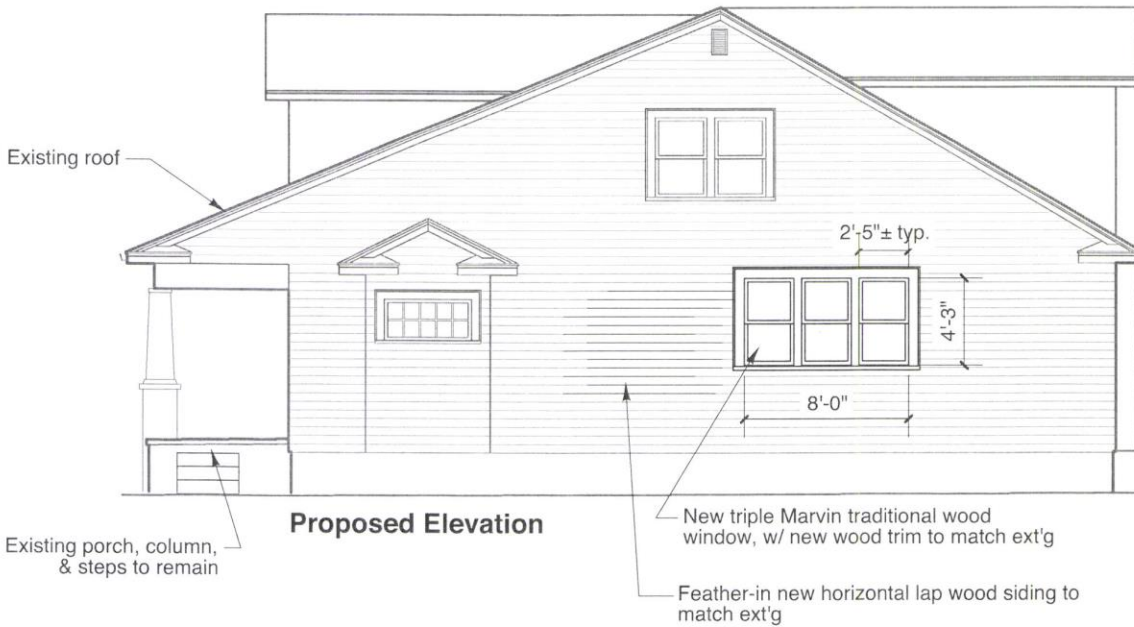 Existing roof
2'-5"± typ.
4'-3"
8'-0"
Proposed Elevation
New triple Marvin traditional wood
window, w/ new wood trim to match ext'g
Existing porch, column,
& steps to remain
Feather-in new horizontal lap wood siding to
match ext'g